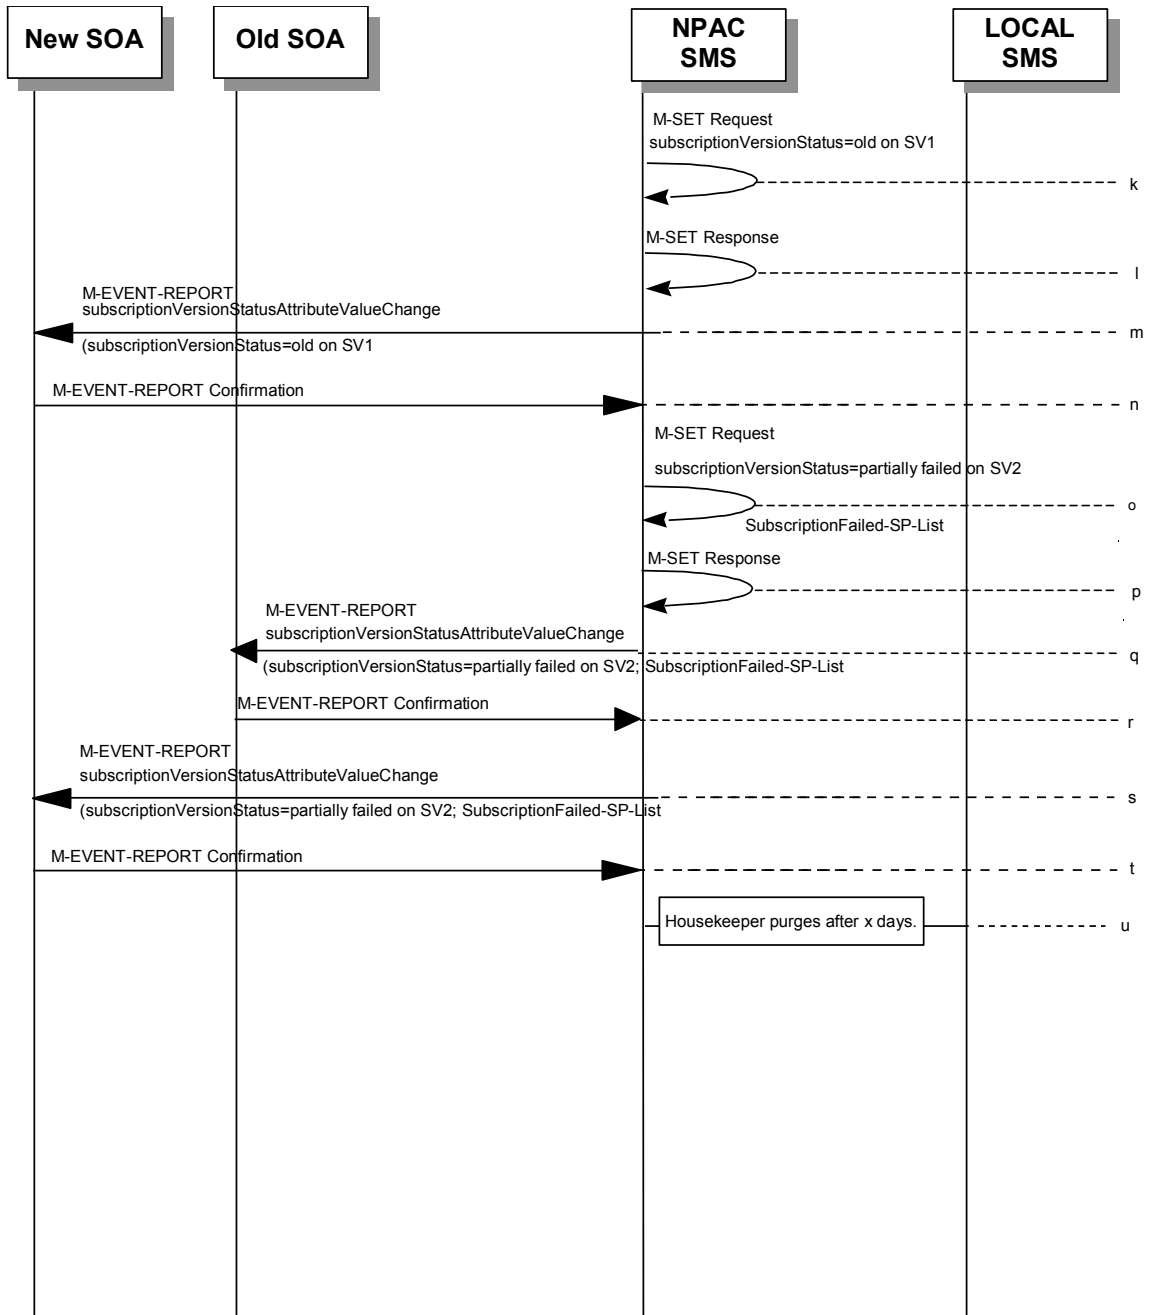 New SOA
Old SOA
NPAC
SMS
LOCAL
SMS
M-SET Request
subscriptionVersionStatus=old on SV1
k
M-SET Response
l
M-EVENT-REPORT
subscriptionVersionStatusAttributeValueChange
m
(subscriptionVersionStatus=old on SV1
M-EVENT-REPORT Confirmation
n
M-SET Request
subscriptionVersionStatus=partially failed on SV2
o
SubscriptionFailed-SP-List
M-SET Response
p
M-EVENT-REPORT
subscriptionVersionStatusAttributeValueChange
q
(subscriptionVersionStatus=partially failed on SV2; SubscriptionFailed-SP-List
M-EVENT-REPORT Confirmation
r
M-EVENT-REPORT
subscriptionVersionStatusAttributeValueChange
s
(subscriptionVersionStatus=partially failed on SV2; SubscriptionFailed-SP-List
M-EVENT-REPORT Confirmation
t
Housekeeper purges after x days.
u